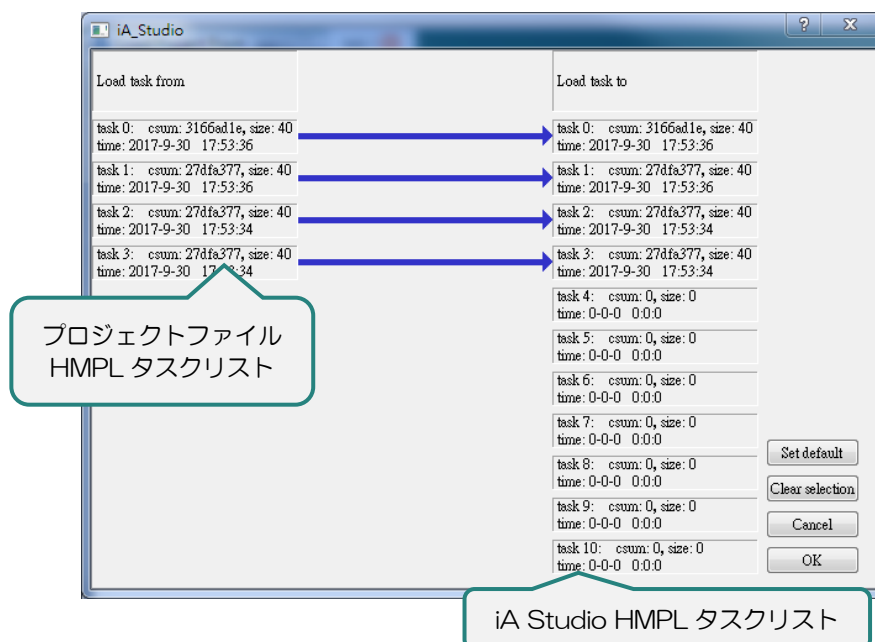 iA_Studio
Load task from
Load task to
task 0: csum: 3166ad1e, size: 40
time: 2017-9-30 17:53:36
task 1: csum: 27dfa377, size: 40
time: 2017-9-30 17:53:36
task 2: csum: 27dfa377, size: 40
time: 2017-9-30 17:53:34
task 3: csum: 27dfa377, size: 40
time: 2017-9-30 17:53:34
プロジェクトファイル
HMPL タスクリスト
task 0: csum: 3166ad1e, size: 40
time: 2017-9-30 17:53:36
task 1: csum: 27dfa377, size: 40
time: 2017-9-30 17:53:36
task 2: csum: 27dfa377, size: 40
time: 2017-9-30 17:53:34
task 3: csum: 27dfa377, size: 40
time: 2017-9-30 17:53:34
task 4: csum: 0, size: 0
time: 0-0-0 0:0:0
task 5: csum: 0, size: 0
time: 0-0-0 0:0:0
task 6: csum: 0, size: 0
time: 0-0-0 0:0:0
task 7: csum: 0, size: 0
time: 0-0-0 0:0:0
task 8: csum: 0, size: 0
time: 0-0-0 0:0:0
task 9: csum: 0, size: 0
time: 0-0-0 0:0:0
task 10: csum: 0, size: 0
time: 0-0-0 0:0:0
Set default
Clear selection
Cancel
OK
iA Studio HMPL タスクリスト